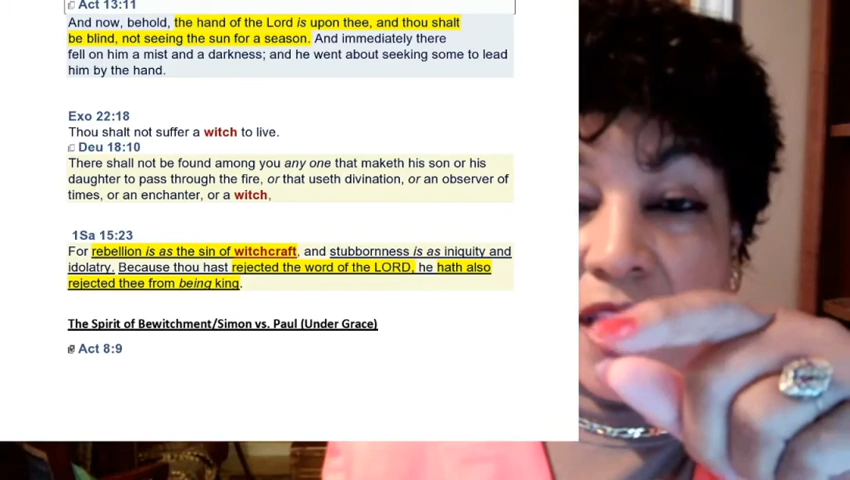 Act 13:11
And now, behold, the hand of the Lord is upon thee, and thou shalt
be blind, not seeing the sun for a season. And immediately there
fell on him a mist and a darkness; and he went about seeking some to lead
him by the hand.
Exo 22:18
Thou shalt not suffer a witch to live.
Deu 18:10
There shall not be found among you any one that maketh his son or his
daughter to pass through the fire, or that useth divination, or an observer of
times, or an enchanter, or a witch,
1Sa 15:23
For rebellion is as the sin of witchcraft, and stubbornness is as iniquity and
idolatry. Because thou hast rejected the word of the LORD, he hath also
rejected thee from being king.
The Spirit of Bewitchment/Simon vs. Paul (Under Grace)
Act 8:9